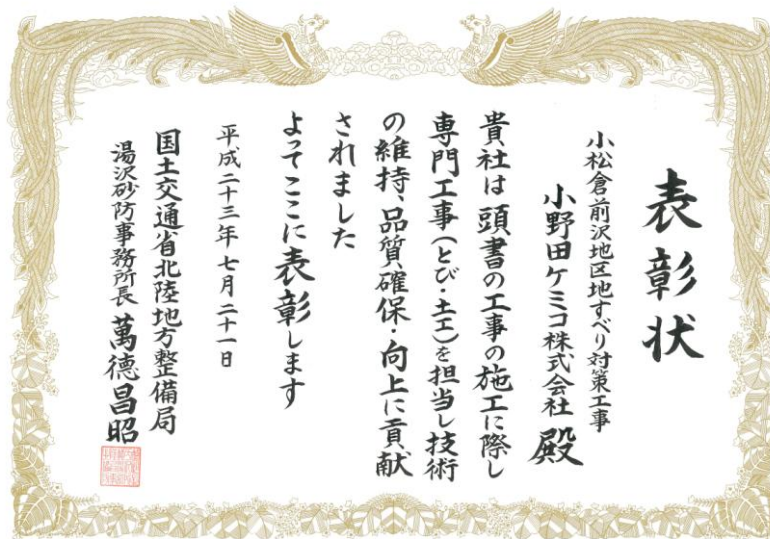 表彰状
小松倉前沢地区地すべり対策工事
小野田ケミコ株式会社 殿
貴社は頭書の工事の施工に際し
専門工事(とび・土工)を担当し技術
の維持、品質確保・向上に貢献
されました
よってここに表彰します
平成二十三年七月二十一日
国土交通省北陸地方整備局
湯沢砂防事務所長 萬徳昌昭